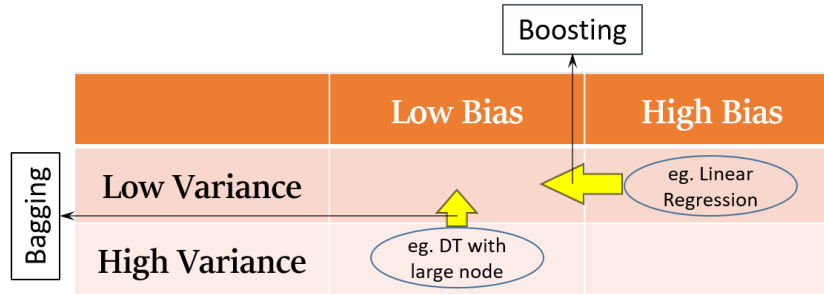 Boosting
Low Bias
High Bias
Bagging
Low Variance
eg. Linear
Regression
High Variance
eg. DT with
large node